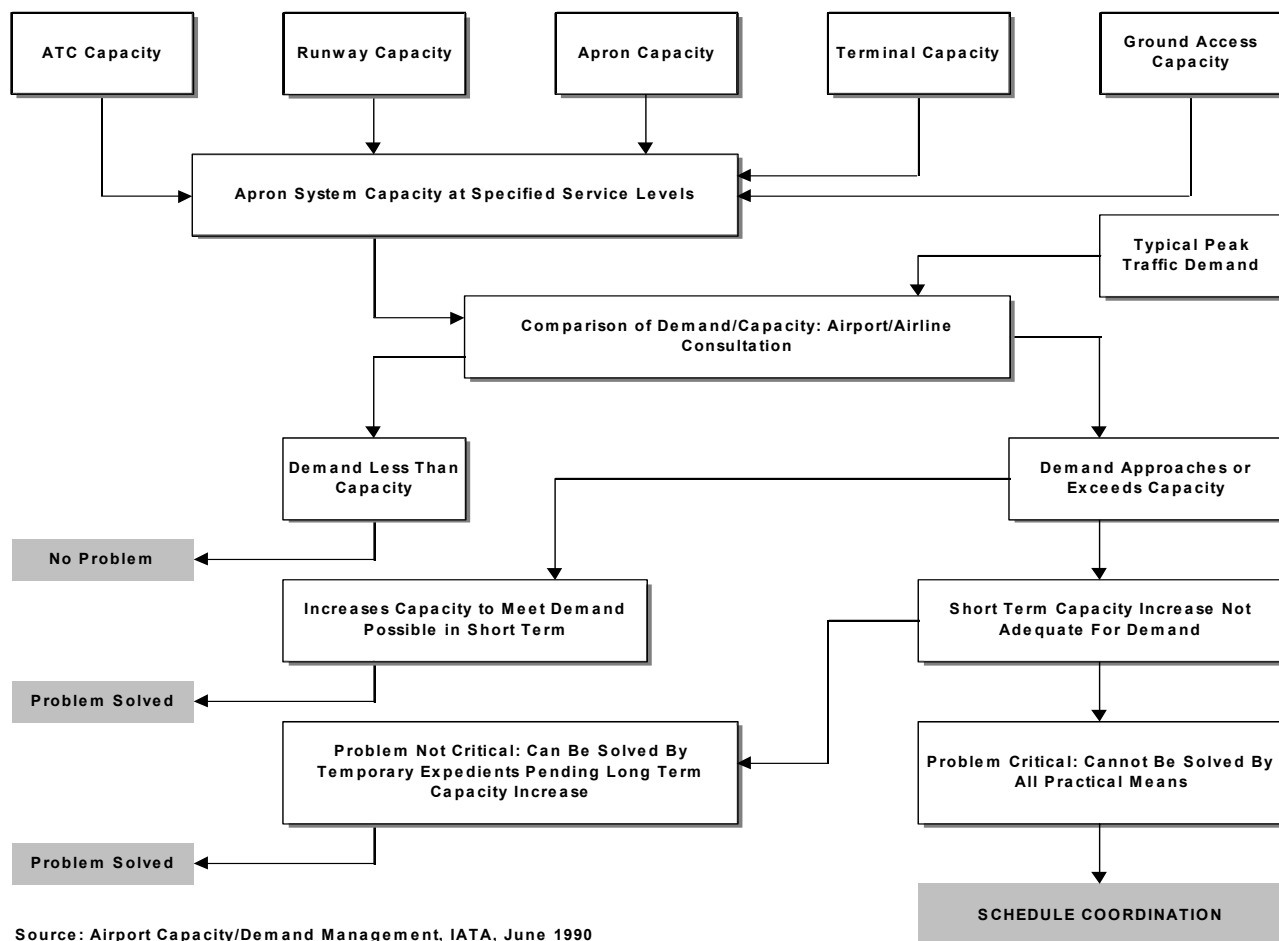 ATC Capacity
Runway Capacity
Apron Capacity
Terminal Capacity
Ground Access
Capacity
Apron System Capacity at Specified Service Levels
Typical Peak
Traffic Demand
Comparison of Demand/Capacity: Airport/Airline
Consultation
Demand Less Than
Capacity
Demand Approaches or
Exceeds Capacity
No Problem
Increases Capacity to Meet Demand
Possible in Short Term
Short Term Capacity Increase Not
Adequate For Demand
Problem Solved
Problem Not Critical: Can Be Solved By
Temporary Expedients Pending Long Term
Capacity Increase
Problem Critical: Cannot Be Solved By
All Practical Means
Problem Solved
SCHEDULE COORDINATION
Source: Airport Capacity/Demand Management, IATA, June 1990